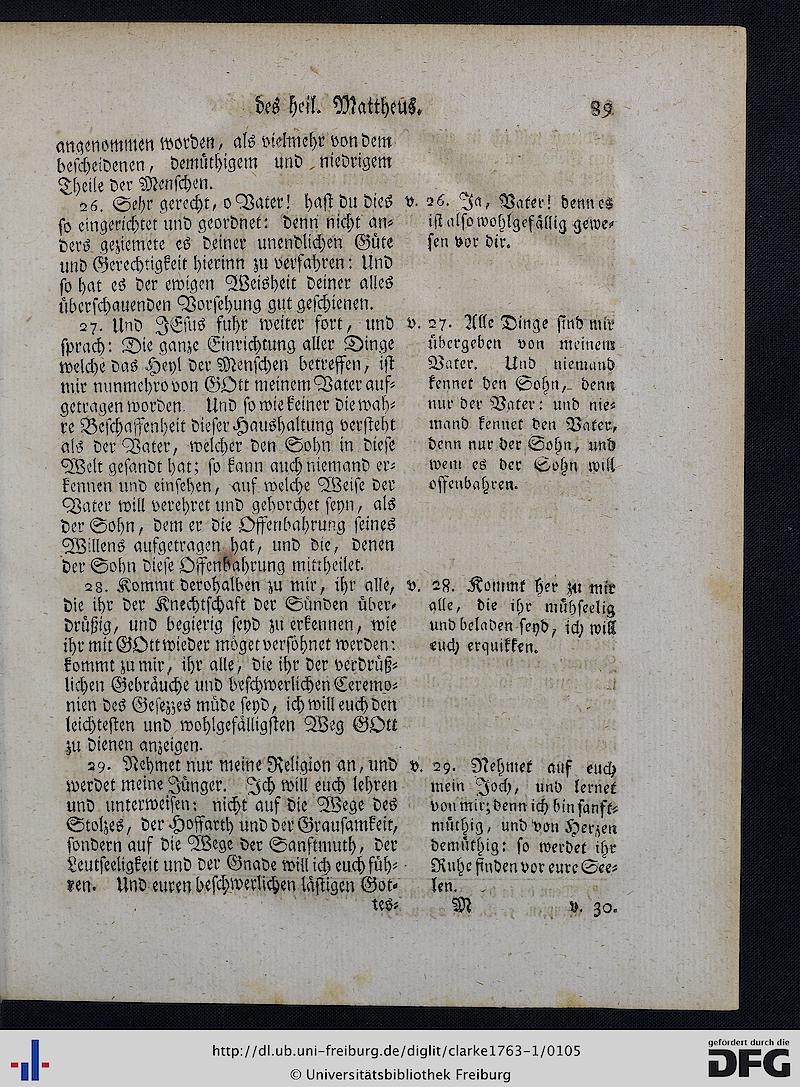 des heil. Mattheus. 89
angenommen worden, als vielmehr von dem
bescheidenen, demüthigem und niedrigem
Theile der Menschen.
26. Sehr gerecht, o Vater! hast du dies
so eingerichtet und geordnet: denn nicht an-
ders geziemete es deiner unendlichen Güte
und Gerechtigkeit hierinn zu verfahren: Und
so hat es der ewigen Weisheit deiner alles
überschauenden Vorsehung gut geschienen.
27. Und JEsus fuhr weiter fort, und
sprach: Die ganze Einrichtung aller Dinge
welche das Heyl der Menschen betreffen, ist
mir nunmehro von GOtt meinem Vater auf-
getragen worden. Und so wie keiner die wah-
re Beschaffenheit dieser Haushaltung versteht
als der Vater, welcher den Sohn in diese
Welt gesandt hat; so kann auch niemand er-
kennen und einsehen, auf welche Weise der
Vater will verehret und gehorchet seyn, als
der Sohn, dem er die Offenbahrung seines
Willens aufgetragen hat, und die, denen
der Sohn diese Offenbahrung mittheilet.
28. Kommt derohalben zu mir, ihr alle,
die ihr der Knechtschaft der Sünden über-
drüßig, und begierig seyd zu erkennen, wie
ihr mit GOtt wieder möget versöhnet werden:
kommt zu mir, ihr alle, die ihr der verdrüß-
lichen Gebräuche und beschwerlichen Ceremo-
nien des Gesezzes müde seyd, ich will euch den
leichtesten und wohlgefälligsten Weg GOtt
zu dienen anzeigen.
29. Nehmet nur meine Religion an, und
werdet meine Jünger. Ich will euch lehren
und unterweisen: nicht auf die Wege des
Stolzes, der Hoffarth und der Grausamkeit,
sondern auf die Wege der Sanftmuth, der
Leutseeligkeit und der Gnade will ich euch füh-
ren. Und euren beschwerlichen lästigen Got-
tes-
v. 26. Ja, Vater! denn es
ist also wohlgefällig gewe-
sen vor dir.
v. 27. Alle Dinge sind mir
übergeben von meinem
Vater. Und niemand
kennet den Sohn, denn
nur der Vater: und nie-
mand kennet den Vater,
denn nur der Sohn, und
wem es der Sohn will
offenbahren.
v. 28. Kommt her zu mir
alle, die ihr mühseelig
und beladen seyd, ich will
euch erquikken.
v. 29. Nehmet auf euch
mein Joch, und lernet
von mir; denn ich bin sanft-
müthig, und von Herzen
demüthig: so werdet ihr
Ruhe finden vor eure See-
len.
M v. 30.
http://dl.ub.uni-freiburg.de/diglit/clarke1763-1/0105
© Universitätsbibliothek Freiburg
gefördert durch die
DFG